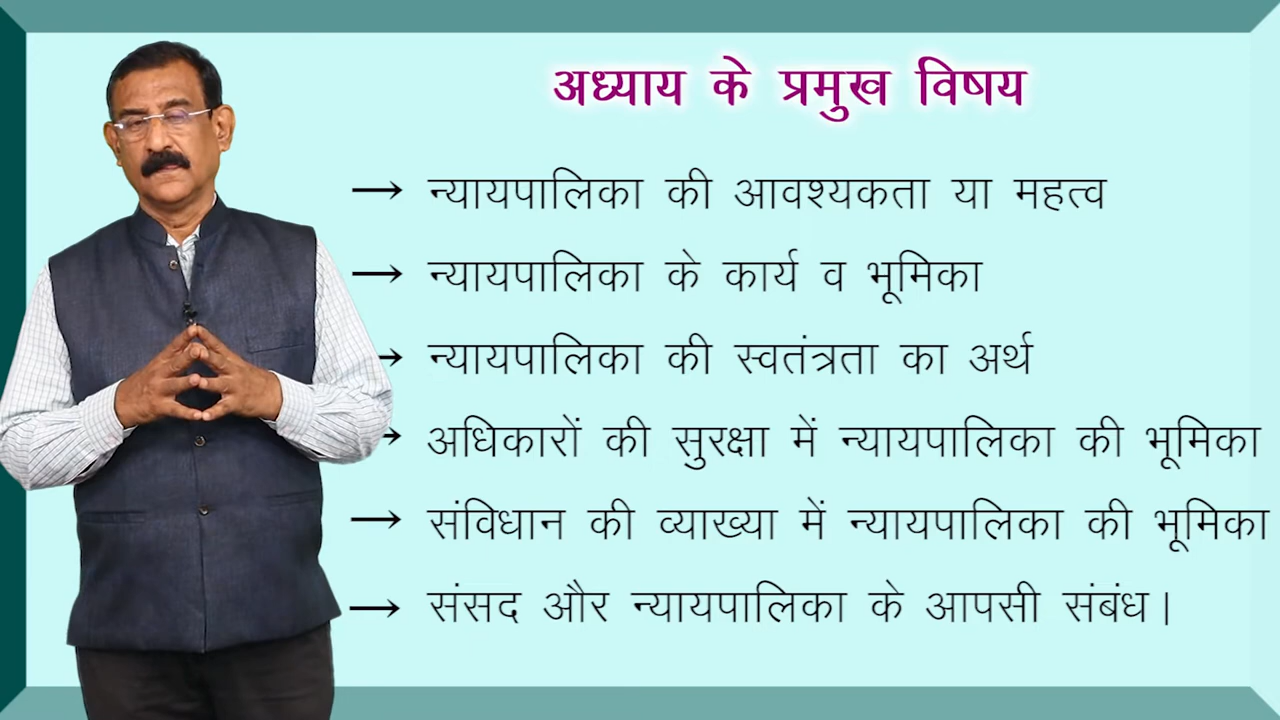 अध्याय के प्रमुख विषय
→ न्यायपालिका की आवश्यकता या महत्व
→ न्यायपालिका के कार्य व भूमिका
→ न्यायपालिका की स्वतंत्रता का अर्थ
→ अधिकारों की सुरक्षा में न्यायपालिका की भूमिका
→ संविधान की व्याख्या में न्यायपालिका की भूमिका
→ संसद और न्यायपालिका के आपसी संबंध।